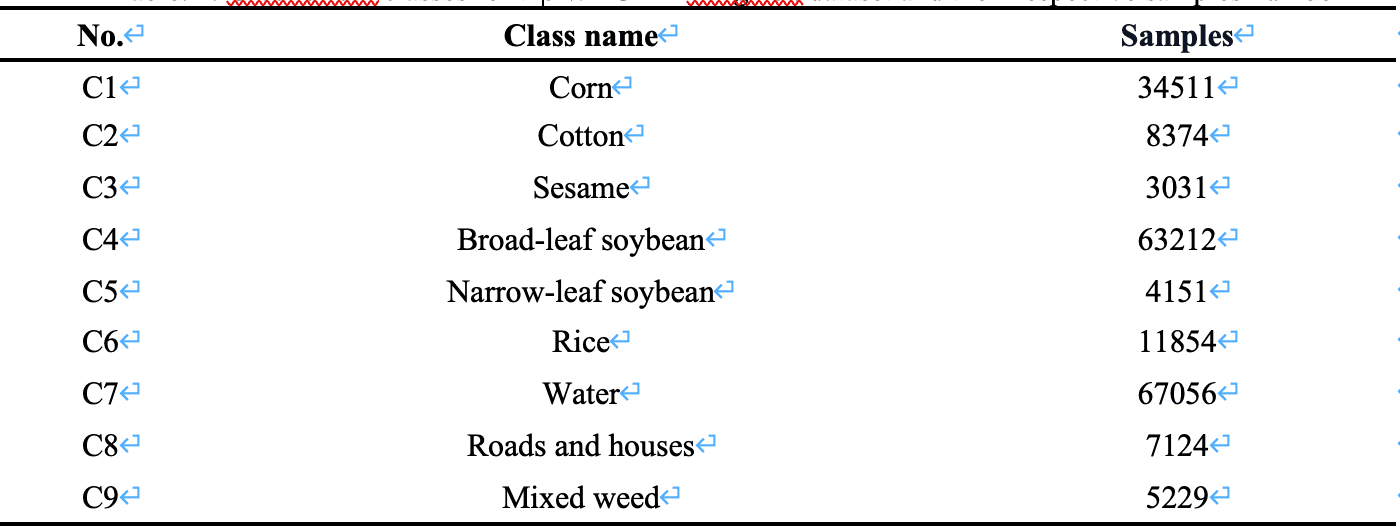 No. Class name Samples
C1 Corn 34511
C2 Cotton 8374
C3 Sesame 3031
C4 Broad-leaf soybean 63212
C5 Narrow-leaf soybean 4151
C6 Rice 11854
C7 Water 67056
C8 Roads and houses 7124
C9 Mixed weed 5229